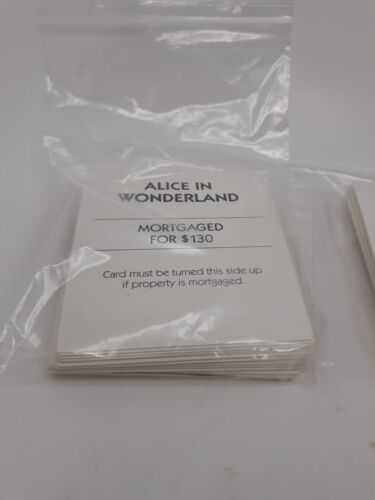 ALICE IN
WONDERLAND
MORTGAGED
FOR $130
Card must be turned this side up
if property is mortgaged.